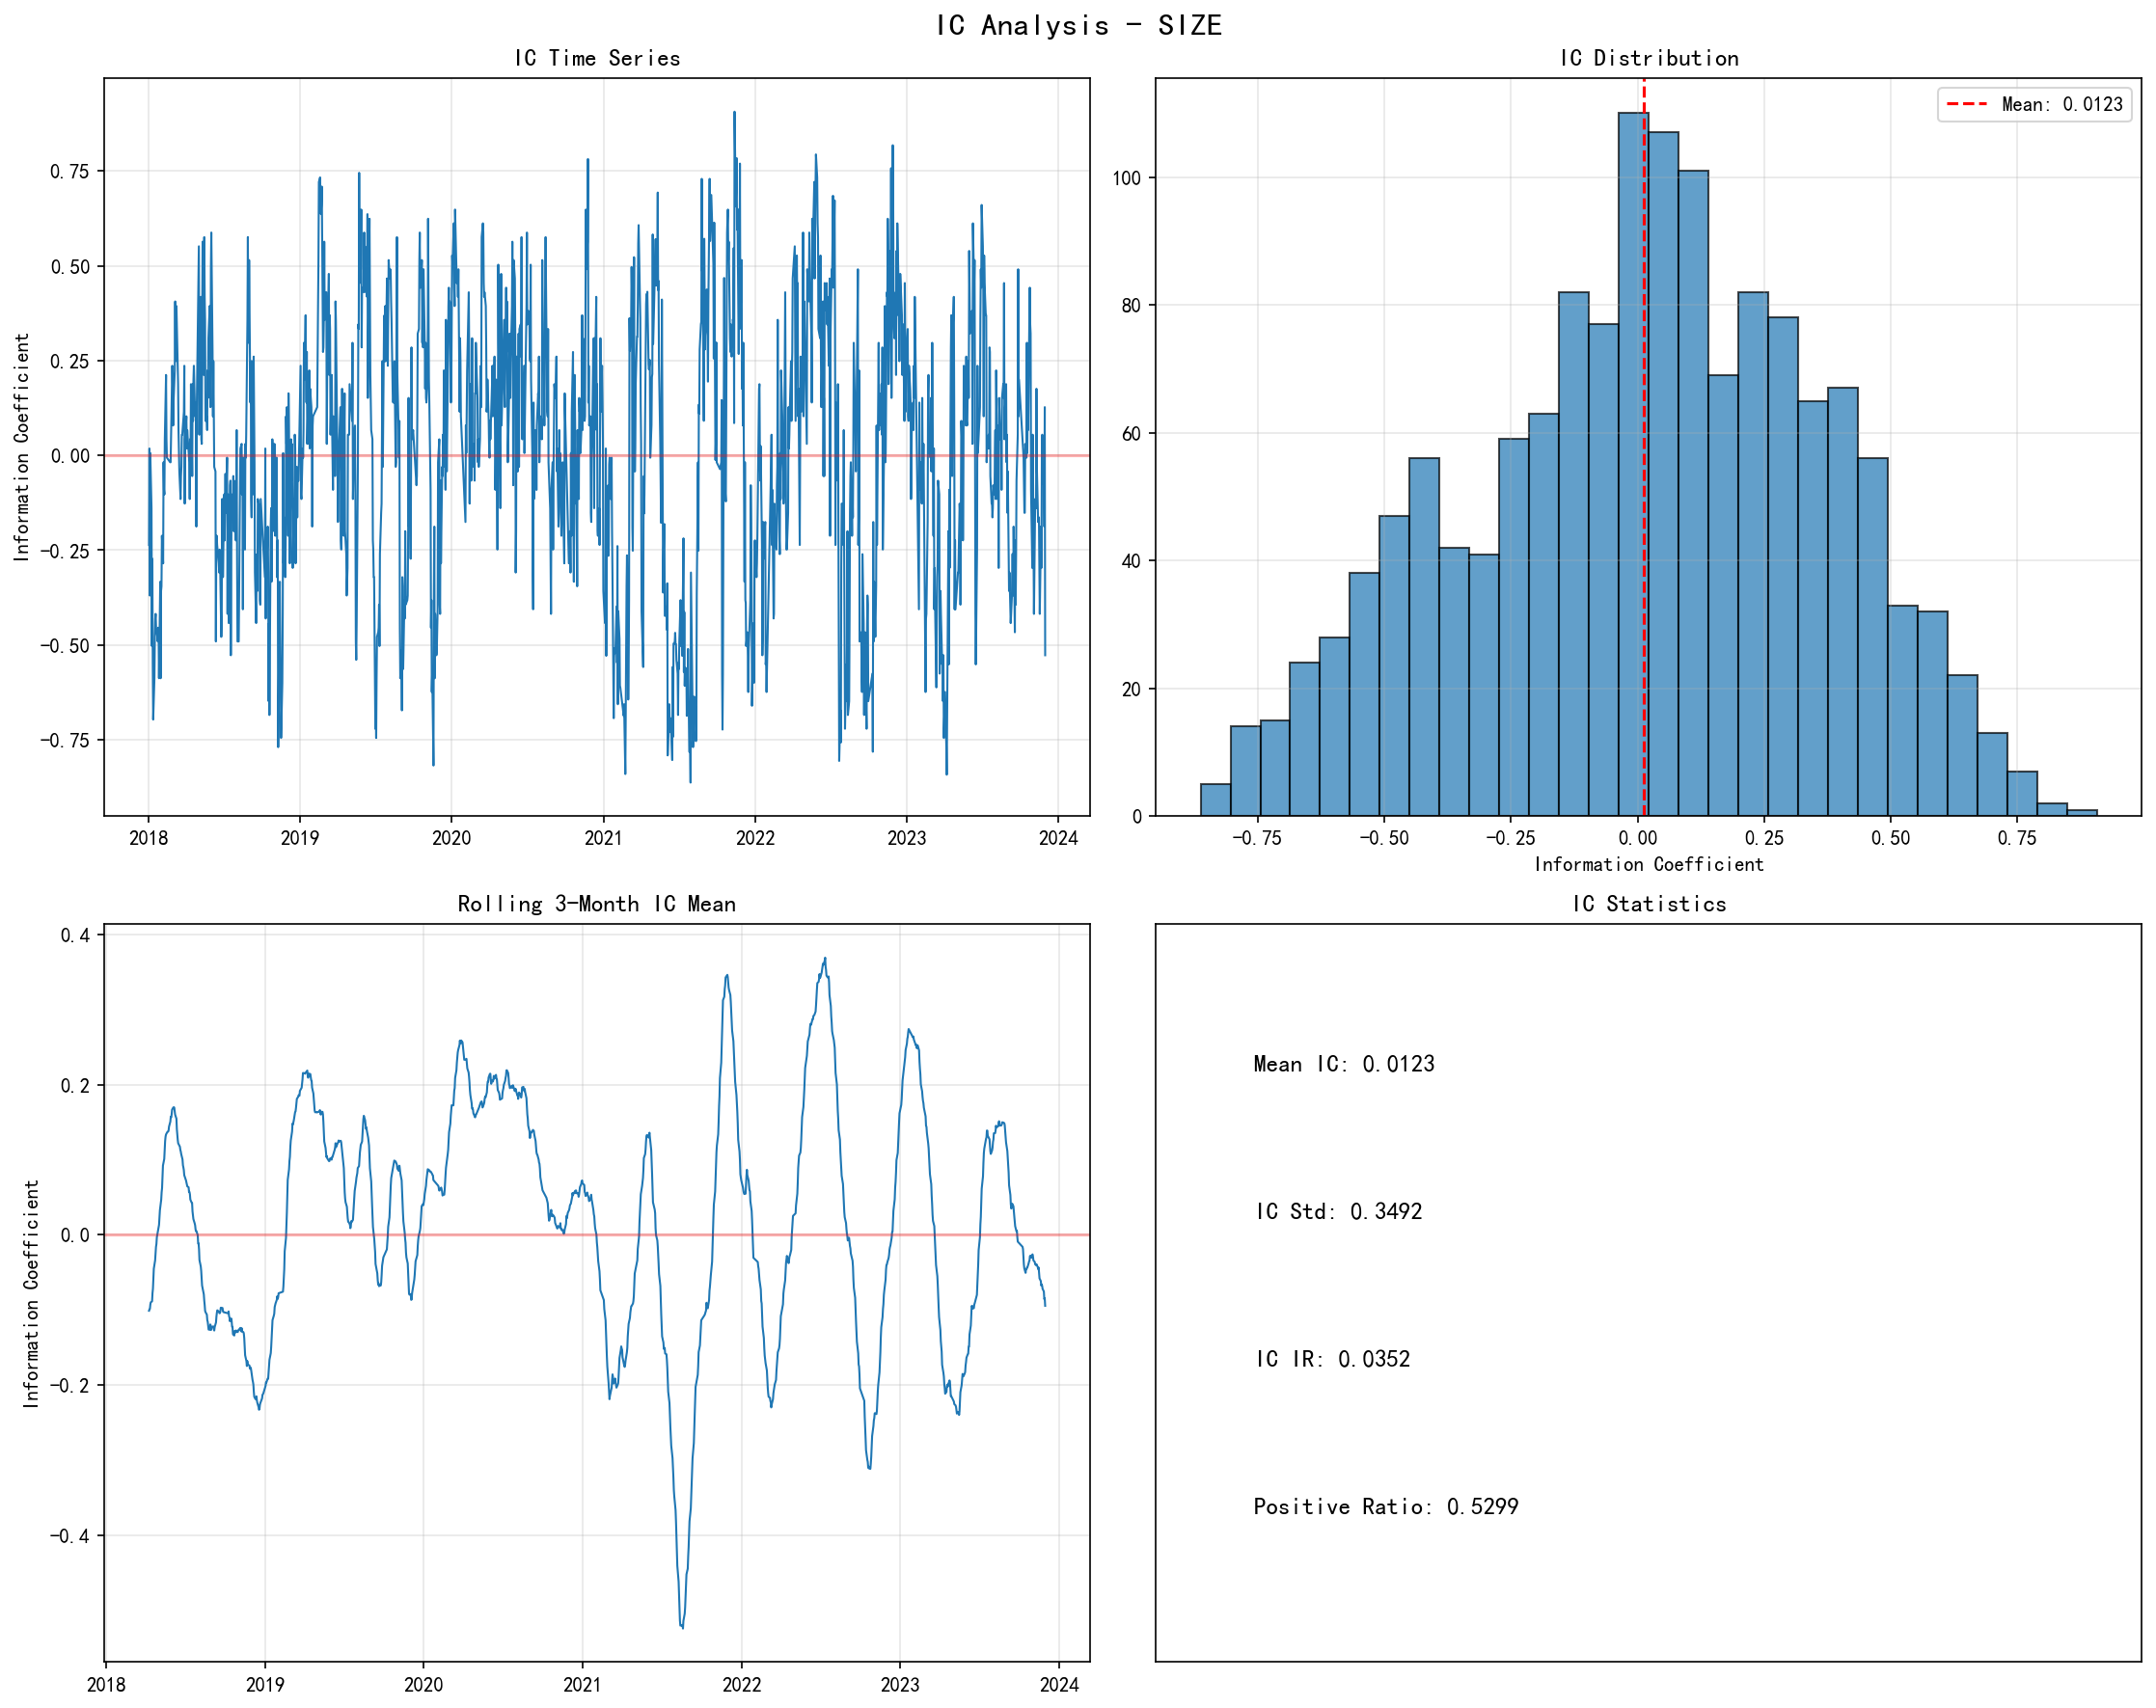 IC Analysis - SIZE
IC Time Series
Information Coefficient
0.75
0.50
0.25
0.00
-0.25
-0.50
-0.75
2018 2019 2020 2021 2022 2023 2024
IC Distribution
Mean: 0.0123
100
80
60
40
20
0
-0.75 -0.50 -0.25 0.00 0.25 0.50 0.75
Information Coefficient
Rolling 3-Month IC Mean
Information Coefficient
0.4
0.2
0.0
-0.2
-0.4
2018 2019 2020 2021 2022 2023 2024
IC Statistics
Mean IC: 0.0123
IC Std: 0.3492
IC IR: 0.0352
Positive Ratio: 0.5299